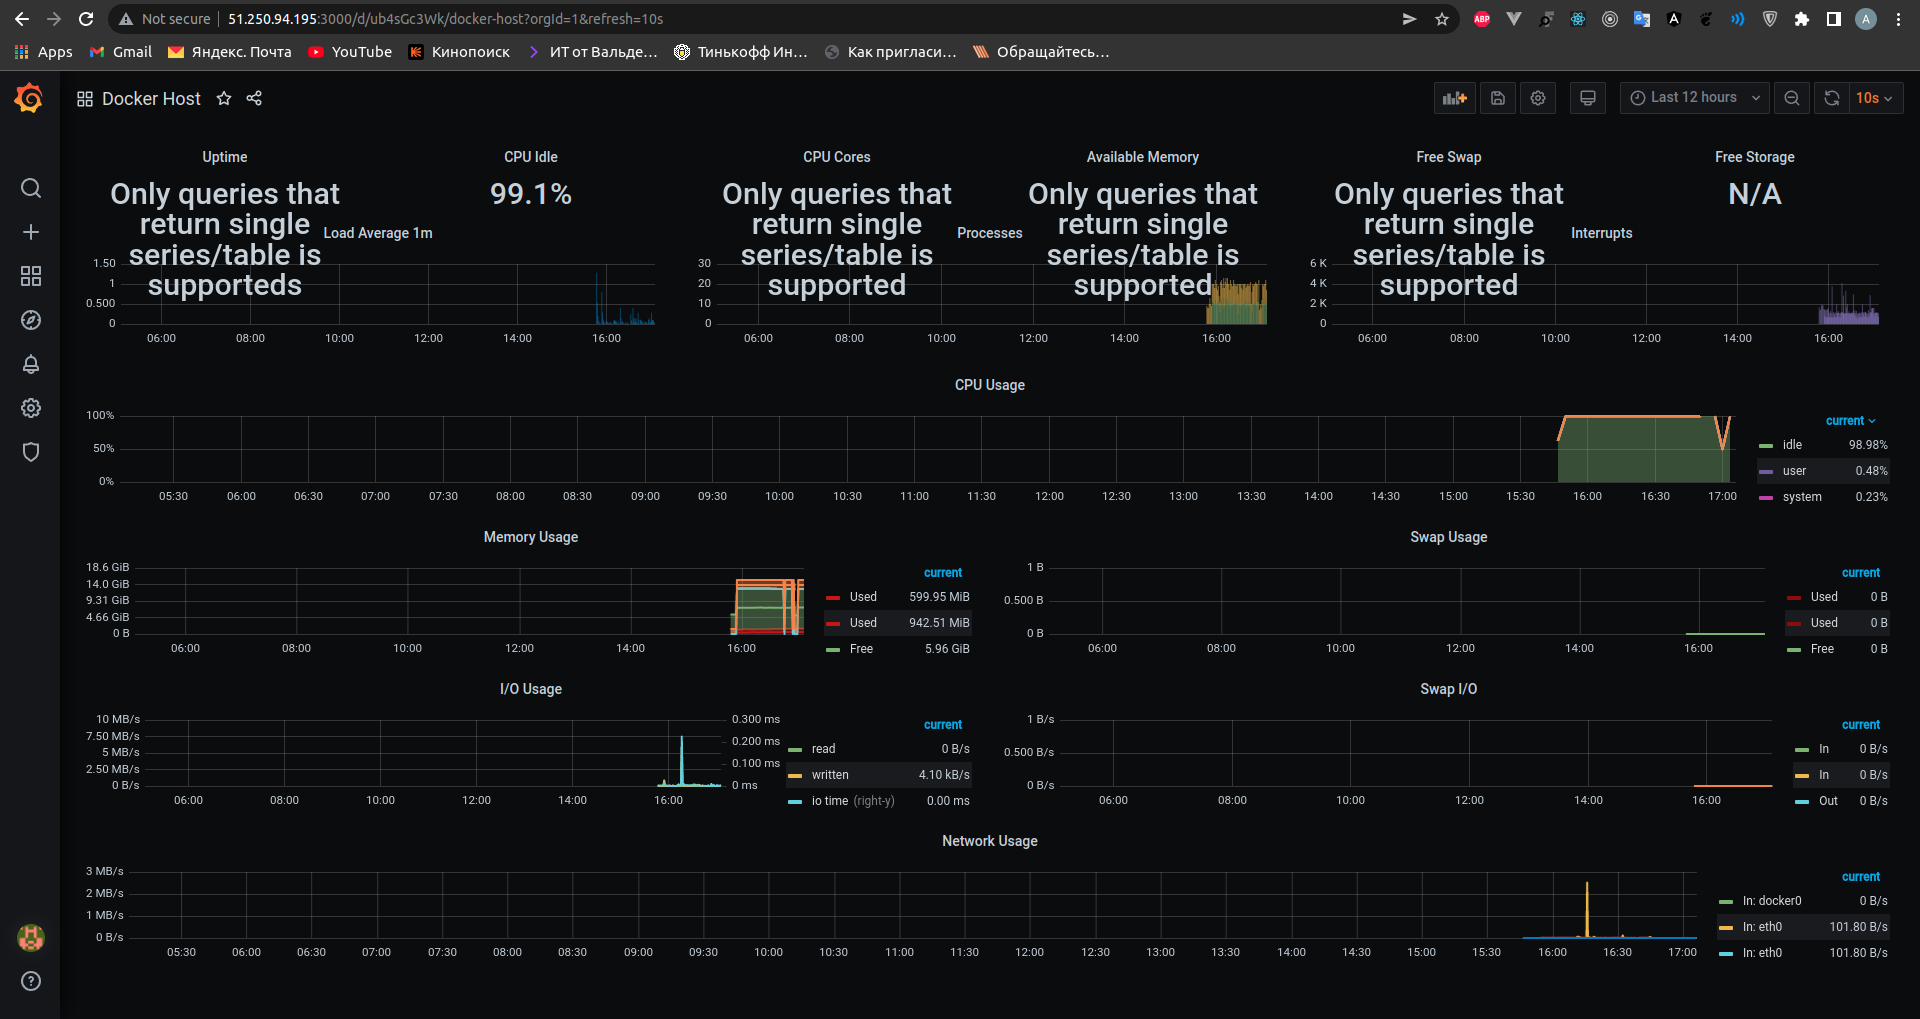 Not secure | 51.250.94.195:3000/d/ub4sGc3Wk/docker-host?orgId=1&refresh=10s
ABP
A
A
Apps Gmail Яндекс. Почта YouTube Кинопоиск ИТ от Вальде... Тинькофф Ин... Как пригласи... Обращайтесь...
Docker Host
Last 12 hours
10s
Uptime
Only queries that
return single
series/table is
supporteds
CPU Idle
99.1%
CPU Cores
Only queries that
return single
series/table is
supported
Available Memory
Only queries that
return single
series/table is
supported
Free Swap
Only queries that
return single
series/table is
supported
Free Storage
N/A
Load Average 1m
1.50
1
0.500
0
06:00 08:00 10:00 12:00 14:00 16:00
Processes
30
20
10
0
06:00 08:00 10:00 12:00 14:00 16:00
Interrupts
6 K
4 K
2 K
0
06:00 08:00 10:00 12:00 14:00 16:00
CPU Usage
100%
50%
0%
05:30 06:00 06:30 07:00 07:30 08:00 08:30 09:00 09:30 10:00 10:30 11:00 11:30 12:00 12:30 13:00 13:30 14:00 14:30 15:00 15:30 16:00 16:30 17:00
current
idle 98.98%
user 0.48%
system 0.23%
Memory Usage
18.6 GiB
14.0 GiB
9.31 GiB
4.66 GiB
0 B
06:00 08:00 10:00 12:00 14:00 16:00
current
Used 599.95 MiB
Used 942.51 MiB
Free 5.96 GiB
Swap Usage
1 B
0.500 B
0 B
06:00 08:00 10:00 12:00 14:00 16:00
current
Used 0 B
Used 0 B
Free 0 B
I/O Usage
10 MB/s
7.50 MB/s
5 MB/s
2.50 MB/s
0 B/s
0.300 ms
0.200 ms
0.100 ms
0 ms
06:00 08:00 10:00 12:00 14:00 16:00
current
read 0 B/s
written 4.10 kB/s
io time (right-y) 0.00 ms
Swap I/O
1 B/s
0.500 B/s
0 B/s
06:00 08:00 10:00 12:00 14:00 16:00
current
In 0 B/s
In 0 B/s
Out 0 B/s
Network Usage
3 MB/s
2 MB/s
1 MB/s
0 B/s
05:30 06:00 06:30 07:00 07:30 08:00 08:30 09:00 09:30 10:00 10:30 11:00 11:30 12:00 12:30 13:00 13:30 14:00 14:30 15:00 15:30 16:00 16:30 17:00
current
In: docker0 0 B/s
In: eth0 101.80 B/s
In: eth0 101.80 B/s